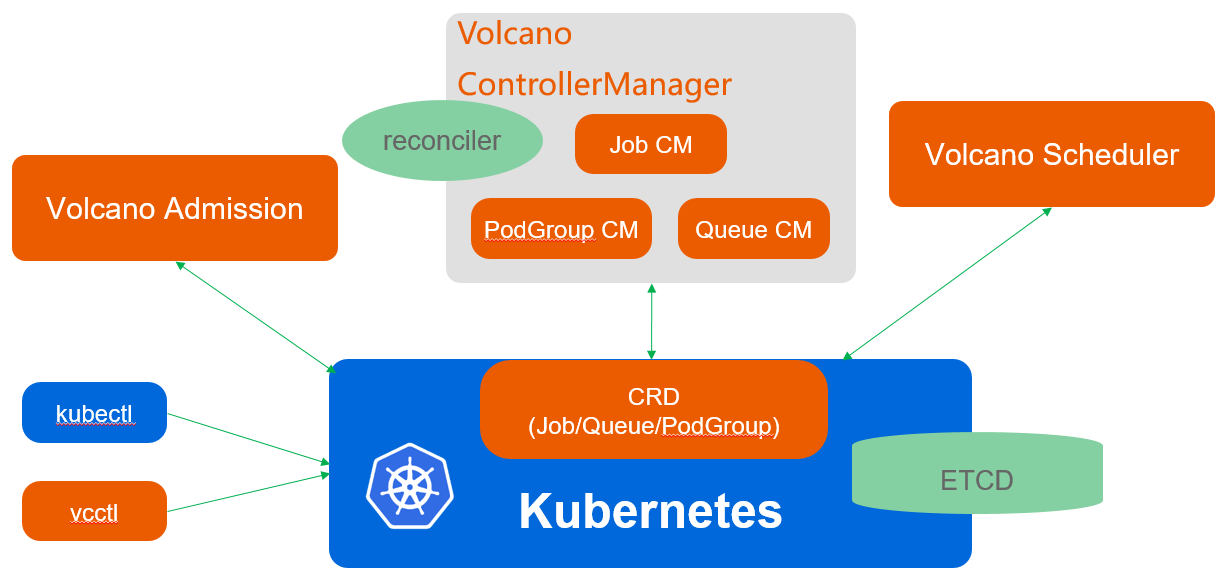 Volcano
ControllerManager
reconciler
Job CM
Volcano Scheduler
Volcano Admission
PodGroup CM
Queue CM
kubectl
CRD
(Job/Queue/PodGroup)
ETCD
vcctl
Kubernetes